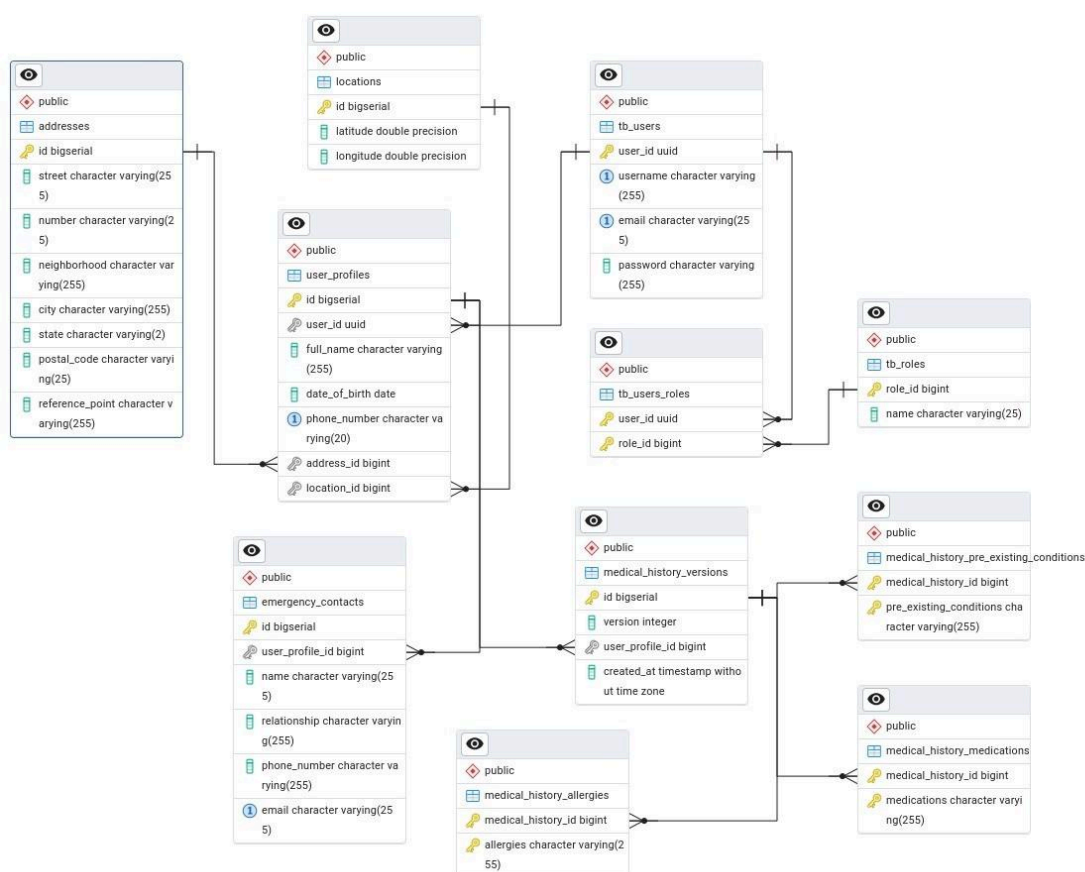 public
addresses
id bigserial
street character varying(25
5)
number character varying(2
5)
neighborhood character var
ying(255)
city character varying(255)
state character varying(2)
postal_code character varyi
ng(25)
reference_point character v
arying(255)
public
locations
id bigserial
latitude double precision
longitude double precision
public
user_profiles
id bigserial
user_id uuid
full_name character varying
(255)
date_of_birth date
phone_number character va
rying(20)
address_id bigint
location_id bigint
public
tb_users
user_id uuid
1 username character varying
(255)
1 email character varying(25
5)
password character varying
(255)
public
tb_users_roles
user_id uuid
role_id bigint
public
tb_roles
role_id bigint
name character varying(25)
public
emergency_contacts
id bigserial
user_profile_id bigint
name character varying(25
5)
relationship character varyin
g(255)
phone_number character va
rying(255)
1 email character varying(25
5)
public
medical_history_versions
id bigserial
version integer
user_profile_id bigint
created_at timestamp witho
ut time zone
public
medical_history_pre_existing_conditions
medical_history_id bigint
pre_existing_conditions cha
racter varying(255)
public
medical_history_medications
medical_history_id bigint
medications character varyi
ng(255)
public
medical_history_allergies
medical_history_id bigint
allergies character varying(2
55)